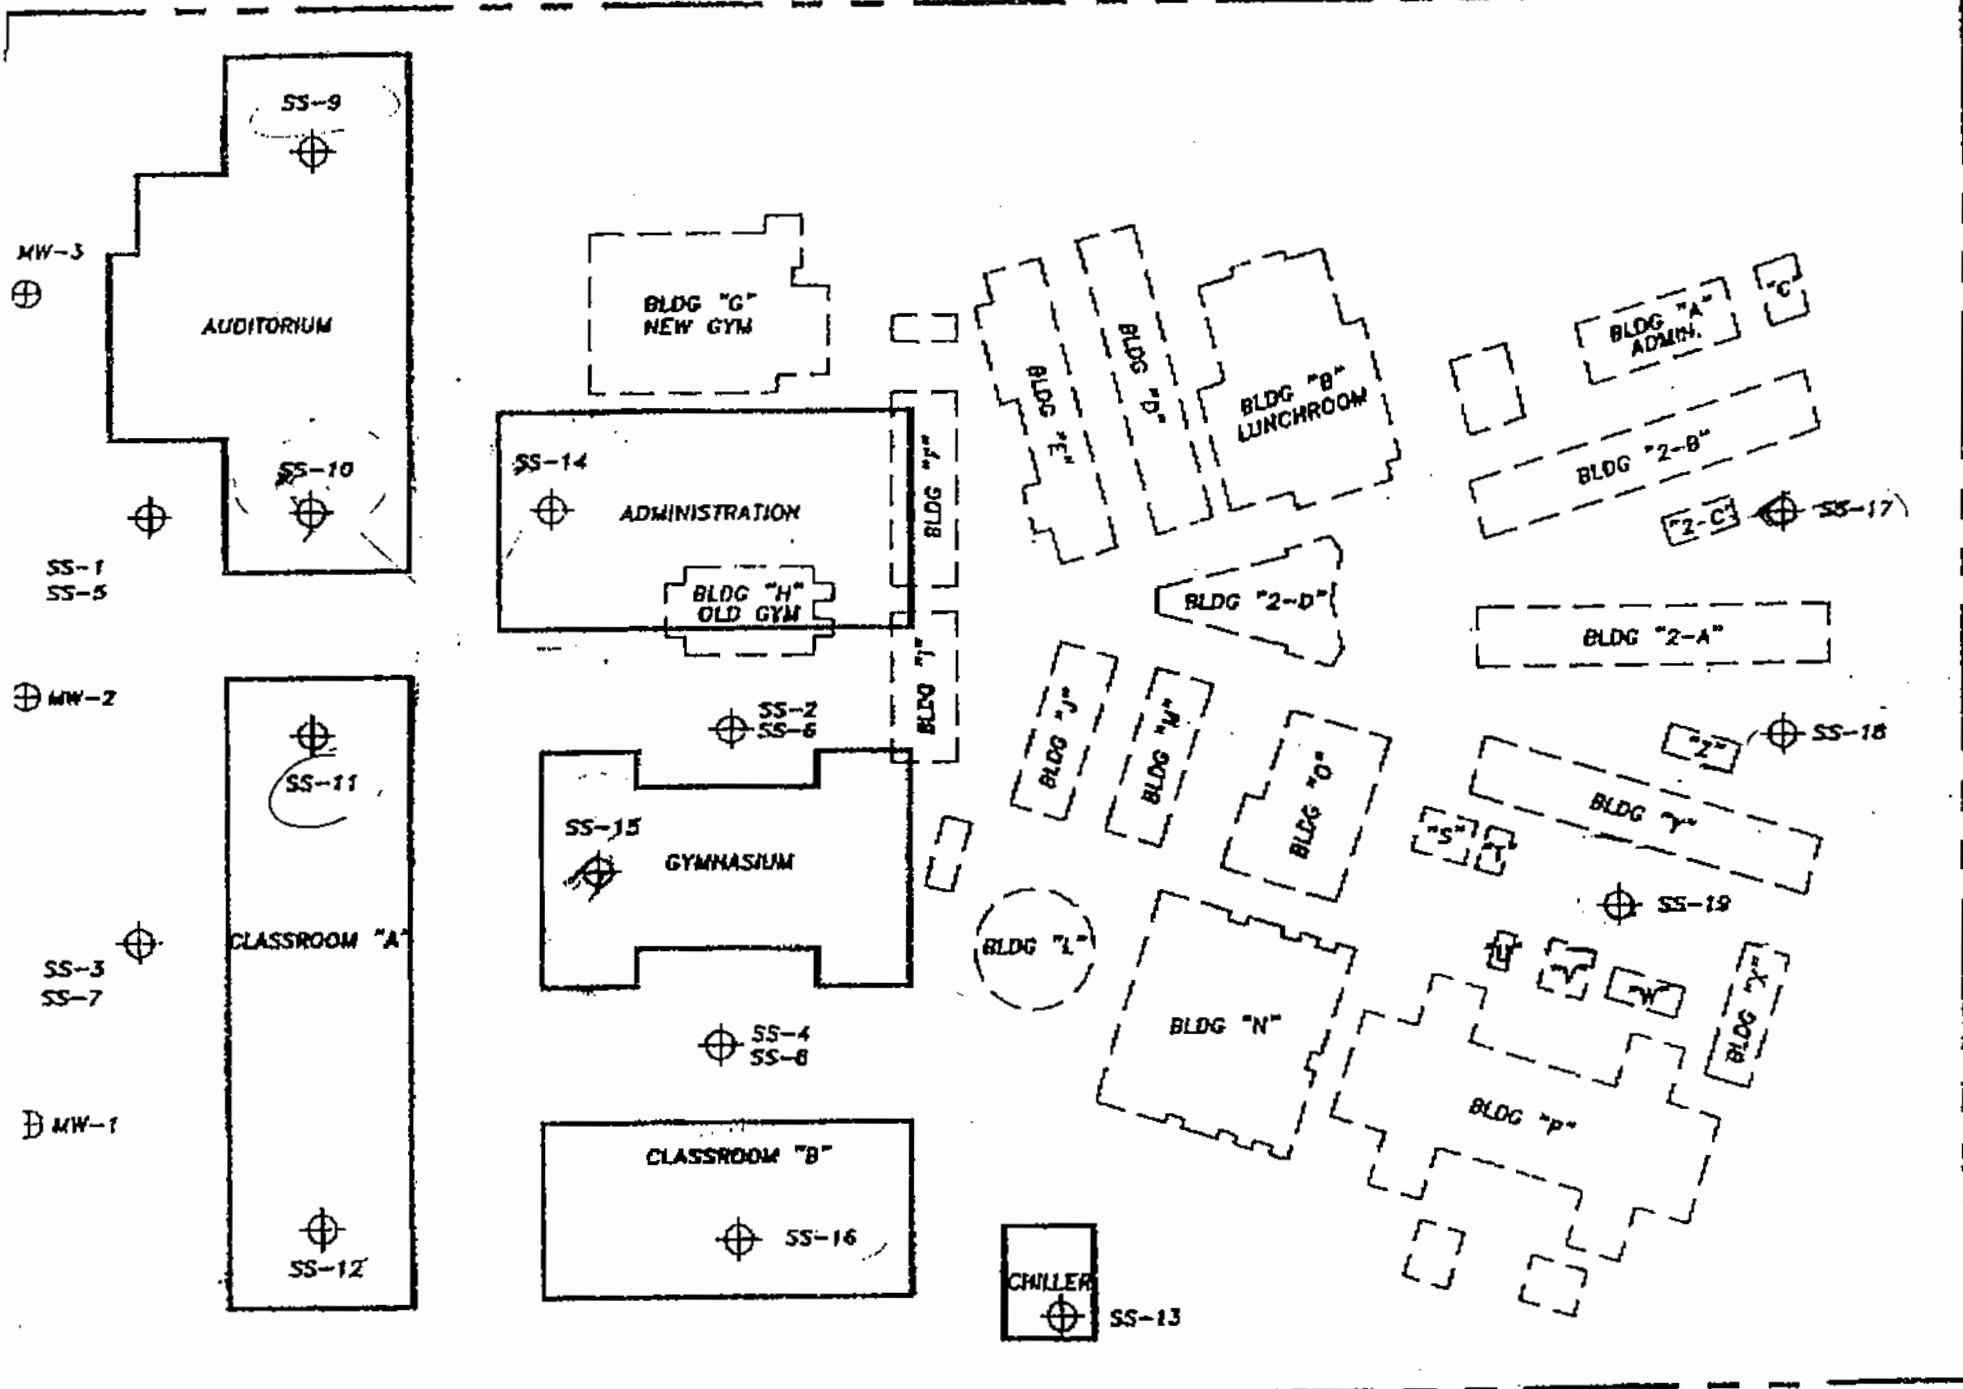 SS-9
MW-3
AUDITORIUM
SS-10
SS-1
SS-5
BLDG "G"
NEW GYM
SS-14
ADMINISTRATION
BLDG "H"
OLD GYM
BLDG "F"
BLDG "I"
BLDG "E"
BLDG "D"
BLDG "B"
LUNCHROOM
BLDG "A"
ADMIN.
"C"
BLDG "2-B"
"2-C"
SS-17
BLDG "2-D"
BLDG "2-A"
MW-2
SS-11
SS-2
SS-6
BLDG "J"
BLDG "M"
BLDG "O"
"Z"
SS-18
BLDG "Y"
"S"
"T"
SS-15
GYMNASIUM
SS-19
CLASSROOM "A"
SS-3
SS-7
BLDG "L"
"U"
"V"
"W"
BLDG "X"
BLDG "N"
SS-4
BLDG "P"
MW-1
CLASSROOM "B"
SS-16
SS-12
CHILLER
SS-13